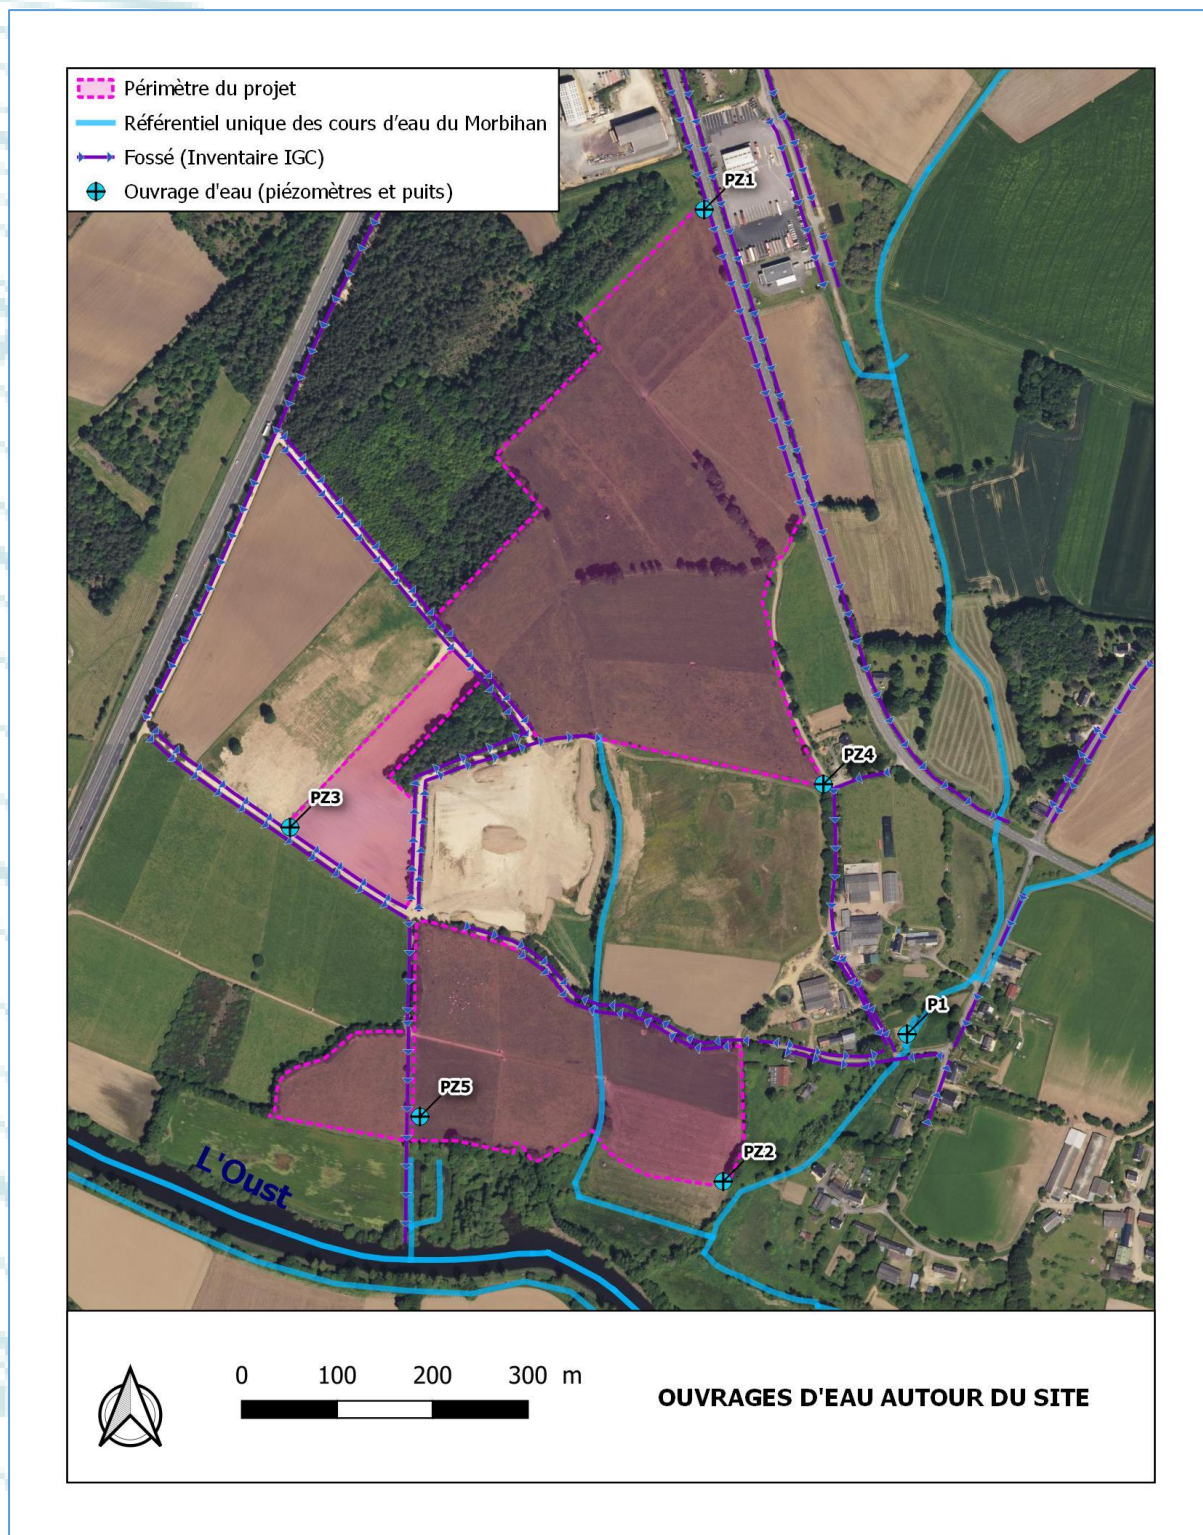 Périmètre du projet
Référentiel unique des cours d'eau du Morbihan
Fossé (Inventaire IGC)
Ouvrage d'eau (piézomètres et puits)
PZ1
PZ4
PZ3
P1
PZ5
PZ2
L'Oust
0 100 200 300 m
OUVRAGES D'EAU AUTOUR DU SITE